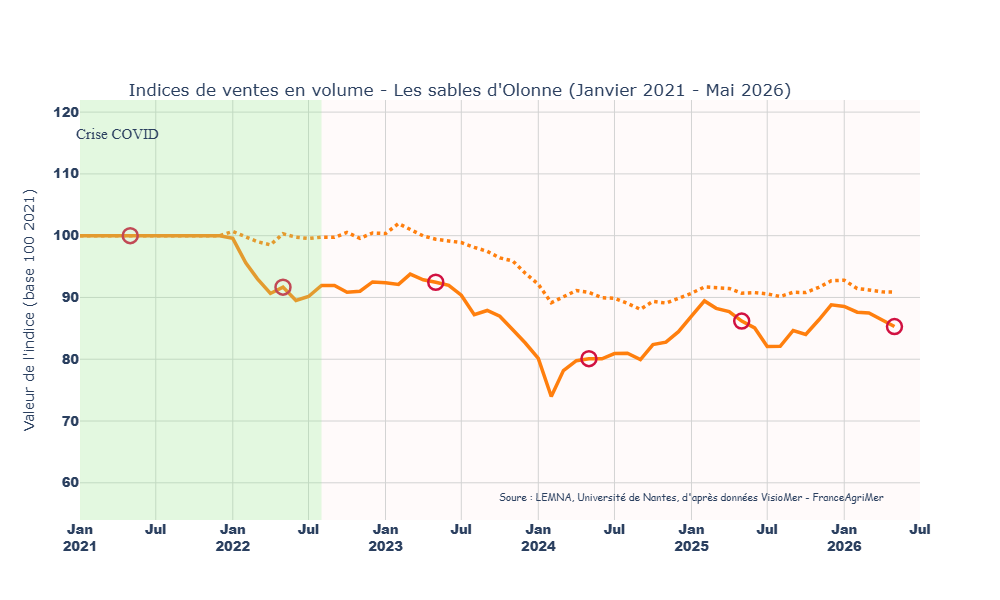 Indices de ventes en volume - Les sables d'Olonne (Janvier 2021 - Mai 2026)
Crise COVID
Valeur de l'indice (base 100 2021)
120
110
100
90
80
70
60
Soure : LEMNA, Université de Nantes, d'après données VisioMer - FranceAgriMer
Jan Jul Jan Jul Jan Jul Jan Jul Jan Jul Jan Jul
2021 2022 2023 2024 2025 2026